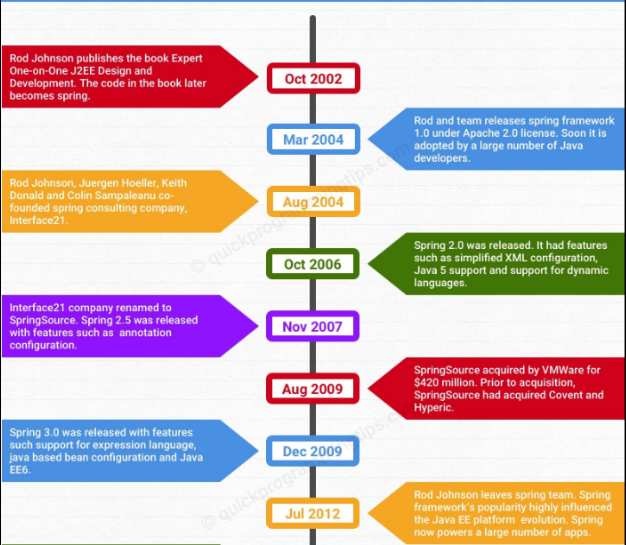 Rod Johnson publishes the book Expert
One-on-One J2EE Design and
Development. The code in the book later
becomes spring.
Oct 2002
Mar 2004
Rod and team releases spring framework
1.0 under Apache 2.0 license. Soon it is
adopted by a large number of Java
developers.
Rod Johnson, Juergen Hoeller, Keith
Donald and Colin Sampaleanu co-
founded spring consulting company,
Interface21.
Aug 2004
Oct 2006
Spring 2.0 was released. It had features
such as simplified XML configuration,
Java 5 support and support for dynamic
languages.
Interface21 company renamed to
SpringSource. Spring 2.5 was released
with features such as annotation
configuration.
Nov 2007
Aug 2009
SpringSource acquired by VMWare for
$420 million. Prior to acquisition,
SpringSource had acquired Covent and
Hyperic.
Spring 3.0 was released with features
such support for expression language,
java based bean configuration and Java
EE6.
Dec 2009
Jul 2012
Rod Johnson leaves spring team. Spring
framework's popularity highly influenced
the Java EE platform evolution. Spring
now powers a large number of apps.